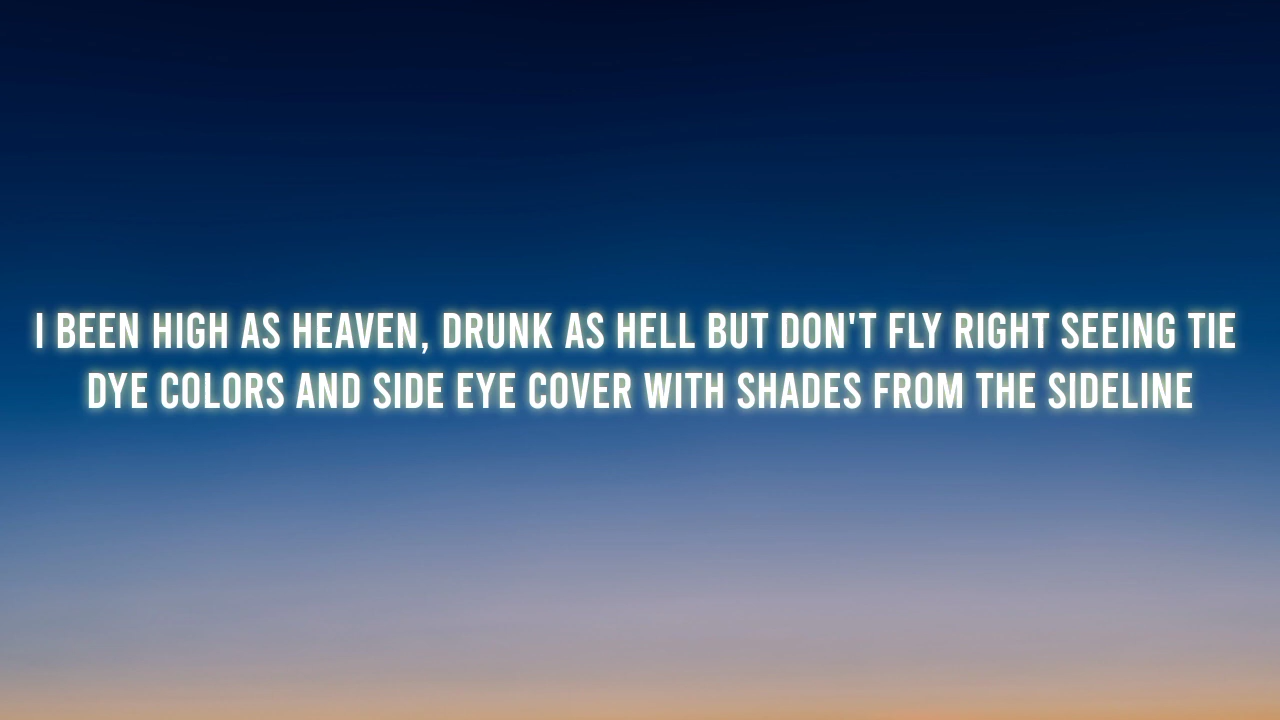 I BEEN HIGH AS HEAVEN, DRUNK AS HELL BUT DON'T FLY RIGHT SEEING TIE
DYE COLORS AND SIDE EYE COVER WITH SHADES FROM THE SIDELINE